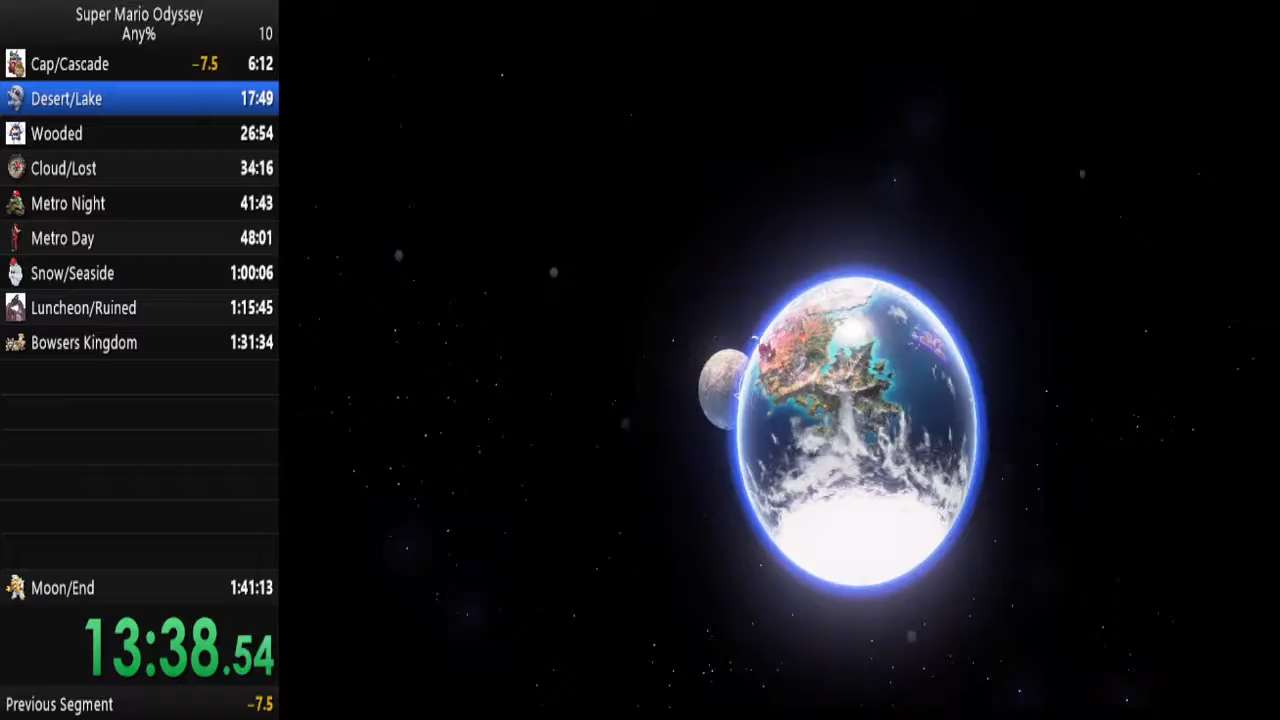 Super Mario Odyssey
Any% 10
Cap/Cascade −7.5 6:12
Desert/Lake 17:49
Wooded 26:54
Cloud/Lost 34:16
Metro Night 41:43
Metro Day 48:01
Snow/Seaside 1:00:06
Luncheon/Ruined 1:15:45
Bowsers Kingdom 1:31:34
Moon/End 1:41:13
13:38.54
Previous Segment −7.5